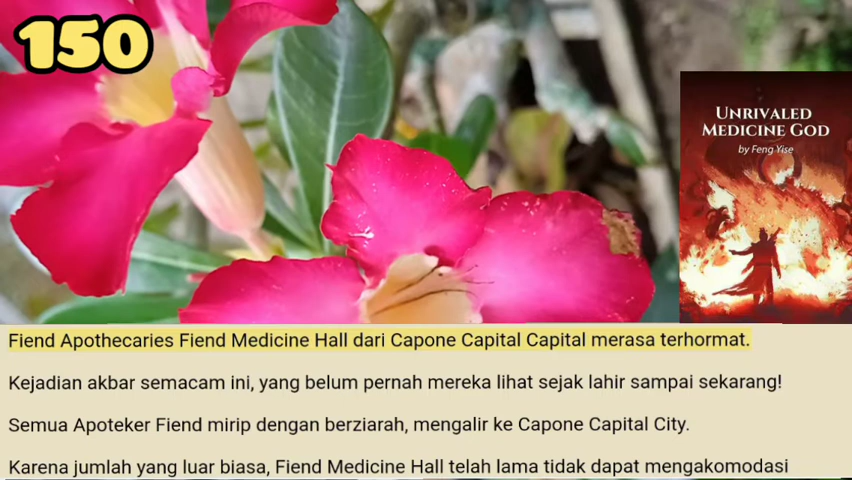 150
UNRIVALED
MEDICINE GOD
by Feng Yise
Fiend Apothecaries Fiend Medicine Hall dari Capone Capital Capital merasa terhormat.
Kejadian akbar semacam ini, yang belum pernah mereka lihat sejak lahir sampai sekarang!
Semua Apoteker Fiend mirip dengan berziarah, mengalir ke Capone Capital City.
Karena jumlah yang luar biasa, Fiend Medicine Hall telah lama tidak dapat mengakomodasi